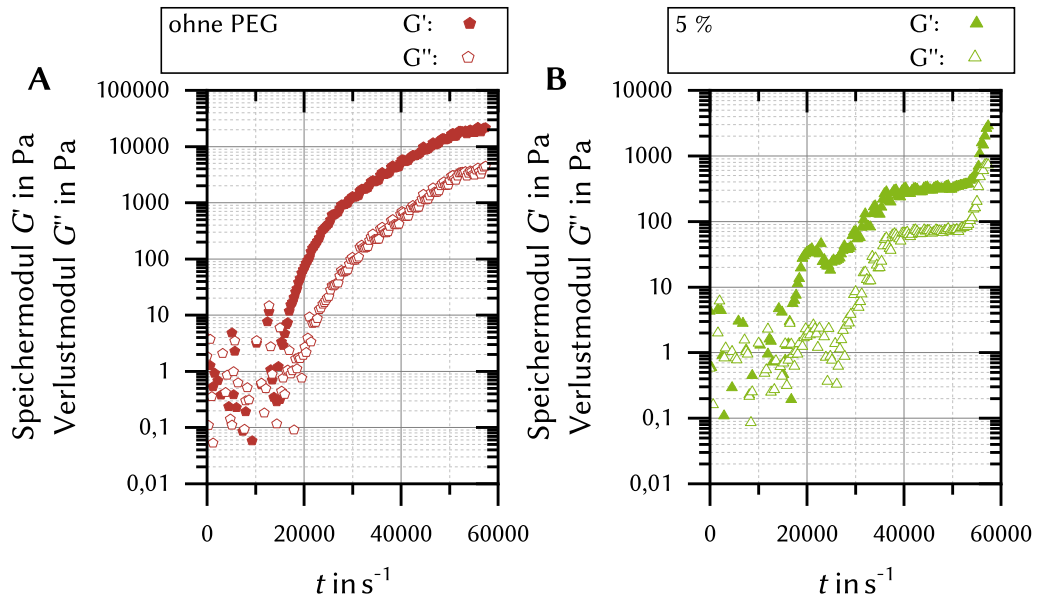 ohne PEG G':
G'':
A
100000
10000
1000
100
10
1
0,1
0,01
Speichermodul G' in Pa
Verlustmodul G'' in Pa
0 20000 40000 60000
t in s-1
5 % G':
G'':
B
10000
1000
100
10
1
0,1
0,01
Speichermodul G' in Pa
Verlustmodul G'' in Pa
0 20000 40000 60000
t in s-1